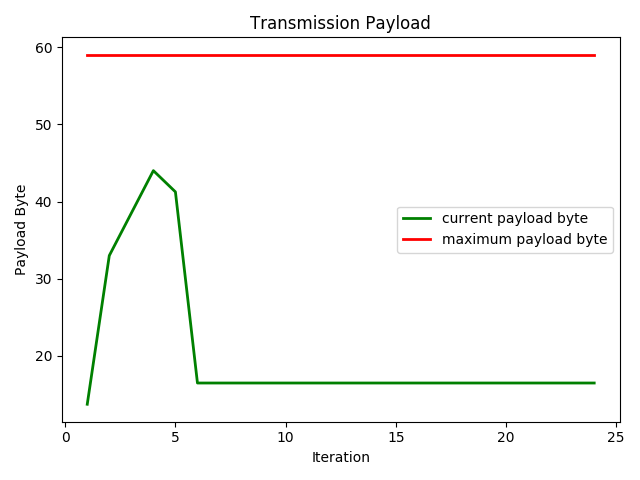 Transmission Payload
Payload Byte
60
50
40
30
20
current payload byte
maximum payload byte
0
5
10
15
20
25
Iteration